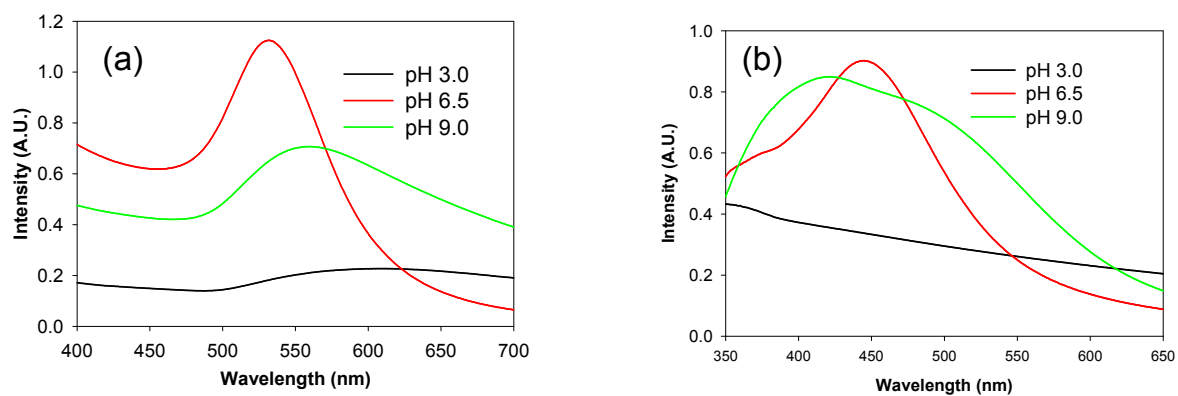 (a)
pH 3.0
pH 6.5
pH 9.0
Intensity (A.U.)
1.2
1.0
0.8
0.6
0.4
0.2
0.0
400 450 500 550 600 650 700
Wavelength (nm)
(b)
pH 3.0
pH 6.5
pH 9.0
Intensity (A.U.)
1.0
0.8
0.6
0.4
0.2
0.0
350 400 450 500 550 600 650
Wavelength (nm)